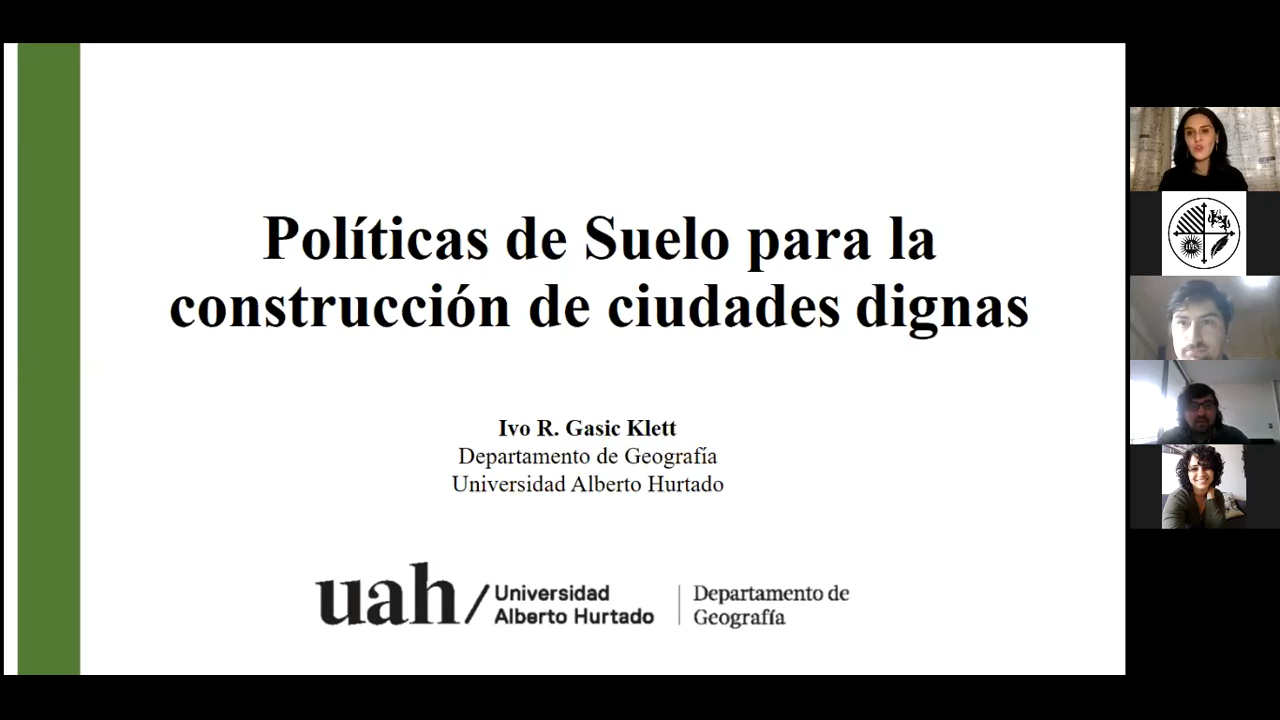 Políticas de Suelo para la
construcción de ciudades dignas
Ivo R. Gasic Klett
Departamento de Geografía
Universidad Alberto Hurtado
uah/ Universidad
Alberto Hurtado
Departamento de
Geografía